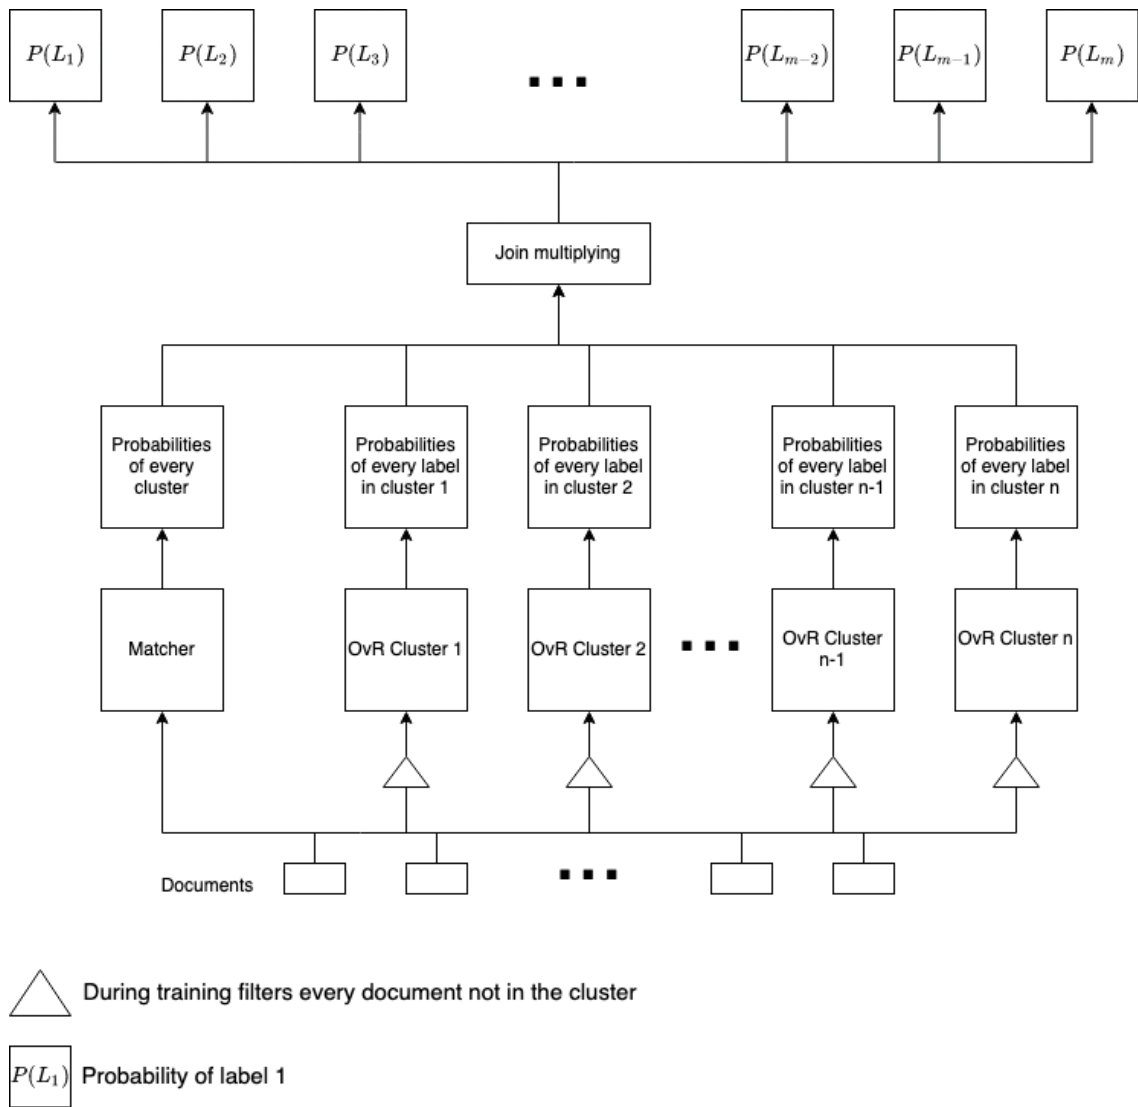 P(L₁) P(L₂) P(L₃) ... P(Lₘ₋₂) P(Lₘ₋₁) P(Lₘ)
Join multiplying
Probabilities
of every
cluster
Probabilities
of every label
in cluster 1
Probabilities
of every label
in cluster 2
Probabilities
of every label
in cluster n-1
Probabilities
of every label
in cluster n
Matcher
OvR Cluster 1
OvR Cluster 2
...
OvR Cluster
n-1
OvR Cluster n
Documents
...
During training filters every document not in the cluster
P(L₁) Probability of label 1